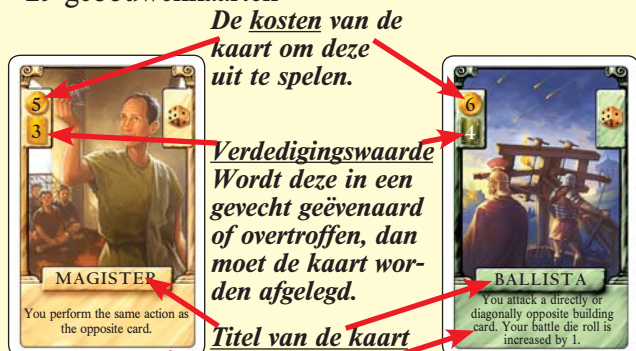 De kosten van de
kaart om deze
uit te spelen.
5
3
6
4
Verdedigingswaarde
Wordt deze in een
gevecht geëvenaard
of overtroffen, dan
moet de kaart wor-
den afgelegd.
MAGISTER
You perform the same action as
the opposite card.
BALLISTA
You attack a directly or
diagonally opposite building
card. Your battle die roll is
increased by 1.
Titel van de kaart